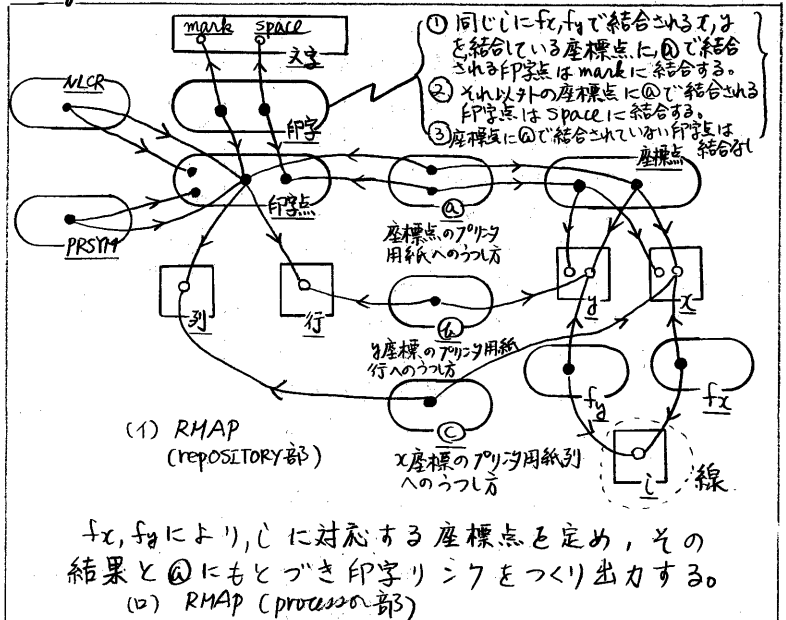 mark space
文字
① 同じiにfx,fyで結合されるx,y
を結合している座標点に,ⓐで結合
される印字点はmarkに結合する。
② それ以外の座標点にⓐで結合される
印字点はspaceに結合する。
③ 座標点にⓐで結合されていない印字点は
結合なし
NLCR
印字
座標点
印字点
ⓐ
PRSYM
座標点のプリンタ
用紙へのうつし方
列
行
y
x
ⓑ
y座標のプリンタ用紙
行へのうつし方
fy
fx
ⓒ
(イ) RMAP
(repOSITORY部)
x座標のプリンタ用紙列
へのうつし方
i
線
fx,fyにより,iに対応する座標点を定め,その
結果とⓐにもとづき印字リンクをつくり出力する。
(ロ) RMAP (processor部)